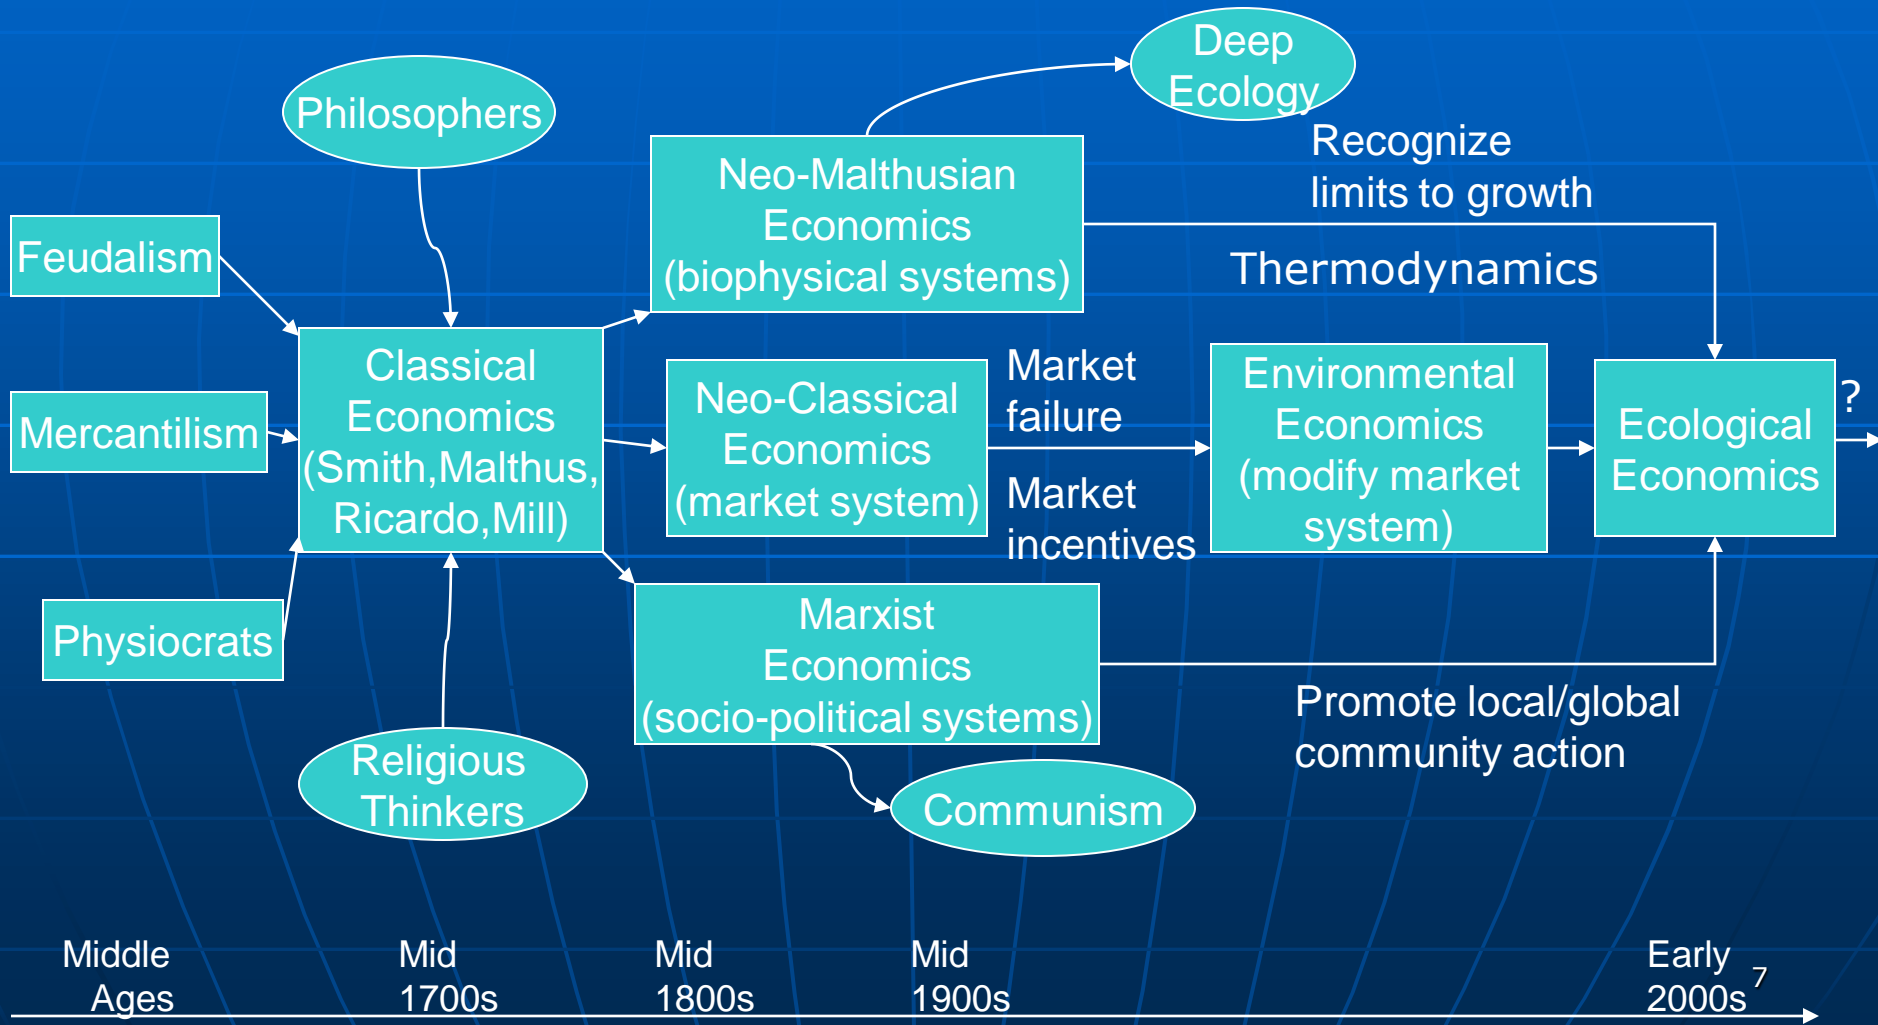 Deep
Ecology
Philosophers
Recognize
limits to growth
Neo-Malthusian
Economics
(biophysical systems)
Feudalism
Thermodynamics
Classical
Economics
(Smith,Malthus,
Ricardo,Mill)
Mercantilism
Neo-Classical
Economics
(market system)
Market
failure
Market
incentives
Environmental
Economics
(modify market
system)
Ecological
Economics
?
Physiocrats
Marxist
Economics
(socio-political systems)
Promote local/global
community action
Religious
Thinkers
Communism
Middle
Ages
Mid
1700s
Mid
1800s
Mid
1900s
Early
2000s
7